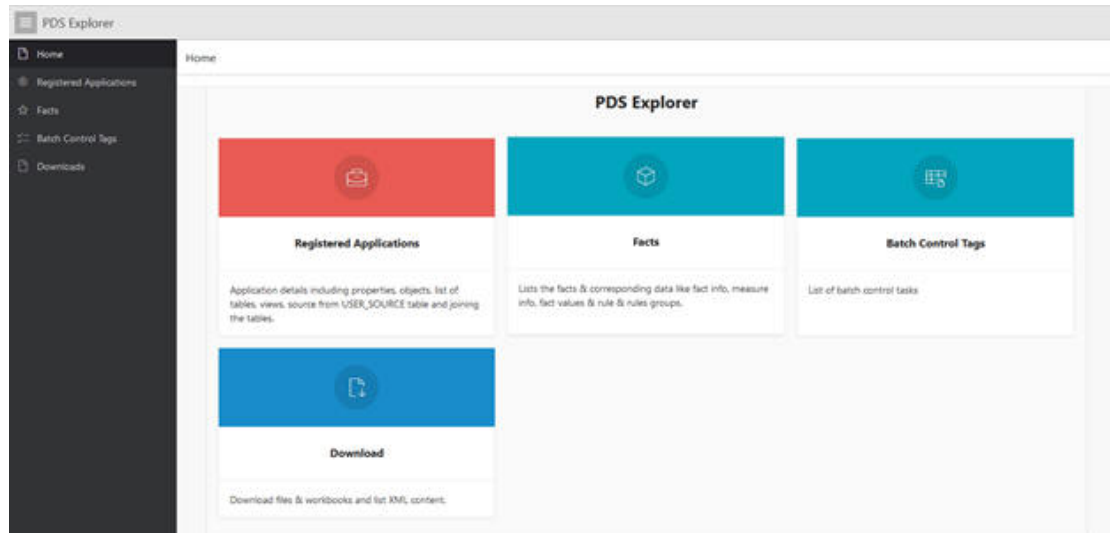 PDS Explorer
Home
Registered Applications
Facts
Batch Control Tags
Downloads
Home
PDS Explorer
Registered Applications
Application details including properties, objects, list of
tables, views, source from USER_SOURCE table and joining
the tables.
Facts
Lists the facts & corresponding data like fact info, measure
info, fact values & rule & rules groups.
Batch Control Tags
List of batch control tasks
Download
Download files & workbooks and list XML content.